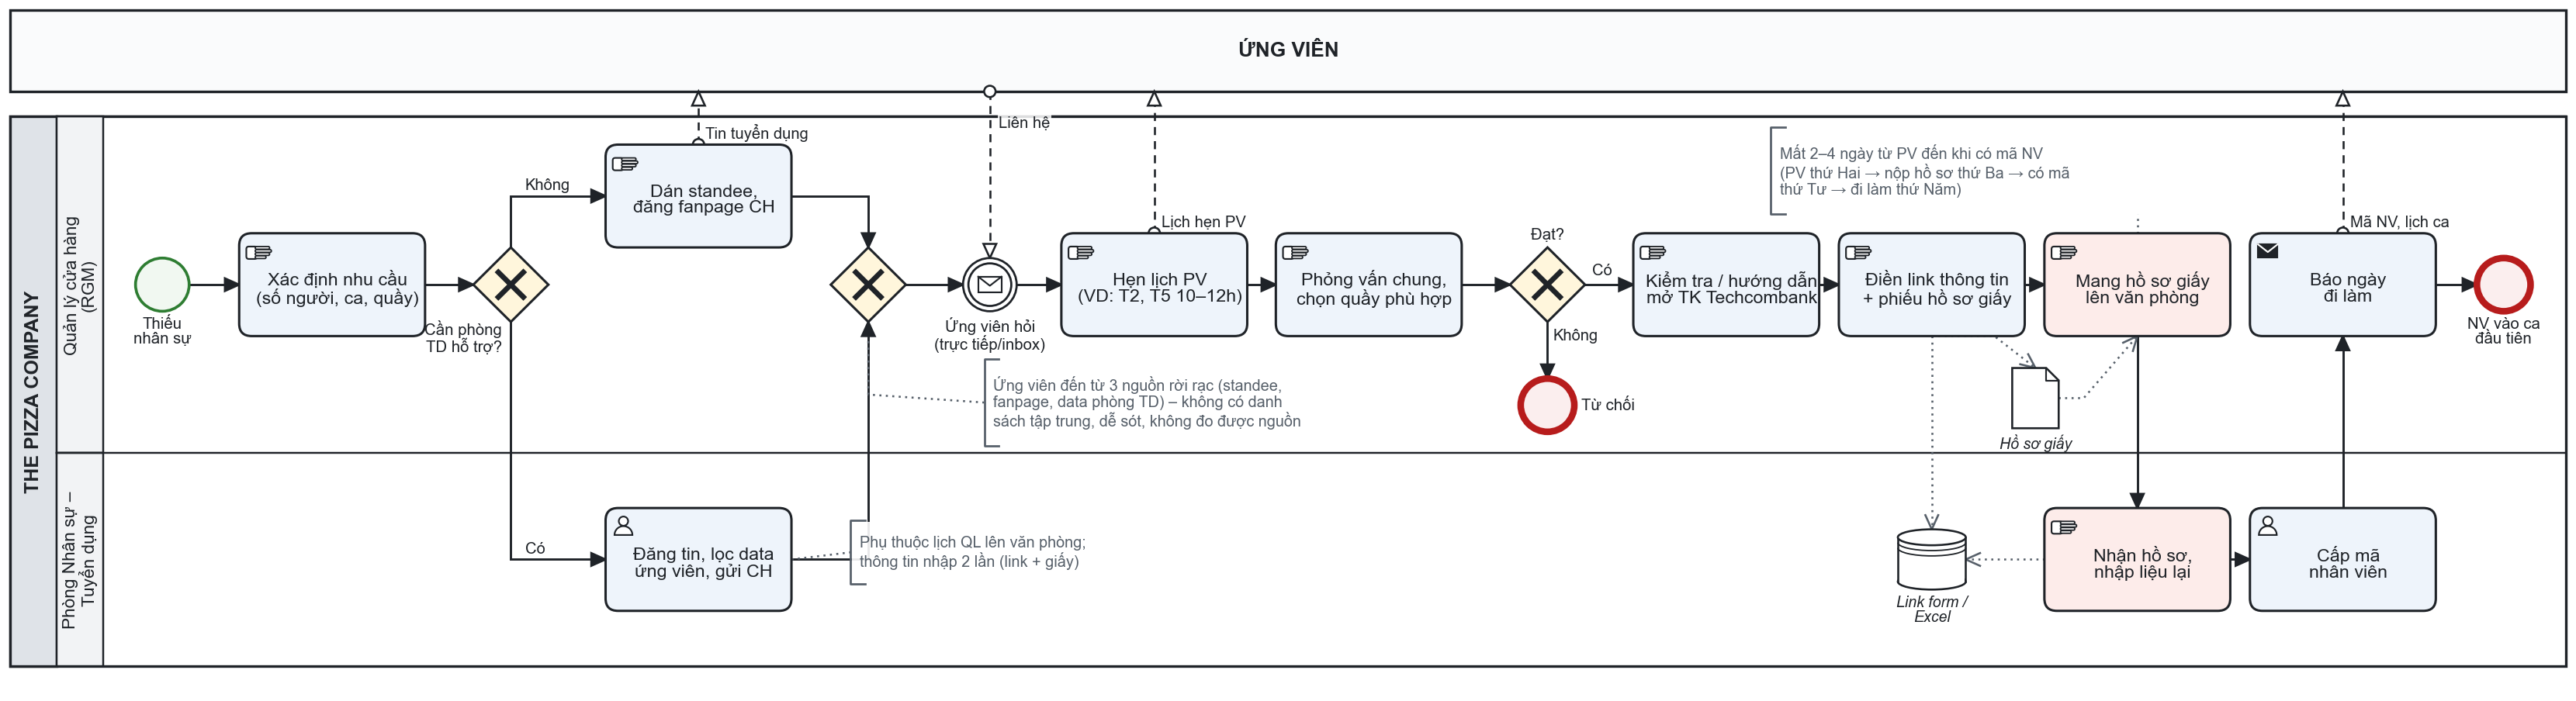 ỨNG VIÊN
THE PIZZA COMPANY
Quản lý cửa hàng
(RGM)
Thiếu
nhân sự
Xác định nhu cầu
(số người, ca, quầy)
Cần phòng
TD hỗ trợ?
Không
Dán standee,
đăng fanpage CH
Tin tuyển dụng
Liên hệ
Ứng viên hỏi
(trực tiếp/inbox)
Ứng viên đến từ 3 nguồn rời rạc (standee,
fanpage, data phòng TD) – không có danh
sách tập trung, dễ sót, không đo được nguồn
Lịch hẹn PV
Hẹn lịch PV
(VD: T2, T5 10–12h)
Phỏng vấn chung,
chọn quầy phù hợp
Đạt?
Có
Không
Từ chối
Kiểm tra / hướng dẫn
mở TK Techcombank
Mất 2–4 ngày từ PV đến khi có mã NV
(PV thứ Hai → nộp hồ sơ thứ Ba → có mã
thứ Tư → đi làm thứ Năm)
Điền link thông tin
+ phiếu hồ sơ giấy
Mang hồ sơ giấy
lên văn phòng
Hồ sơ giấy
Mã NV, lịch ca
Báo ngày
đi làm
NV vào ca
đầu tiên
Phòng Nhân sự –
Tuyển dụng
Có
Đăng tin, lọc data
ứng viên, gửi CH
Phụ thuộc lịch QL lên văn phòng;
thông tin nhập 2 lần (link + giấy)
Link form /
Excel
Nhận hồ sơ,
nhập liệu lại
Cấp mã
nhân viên